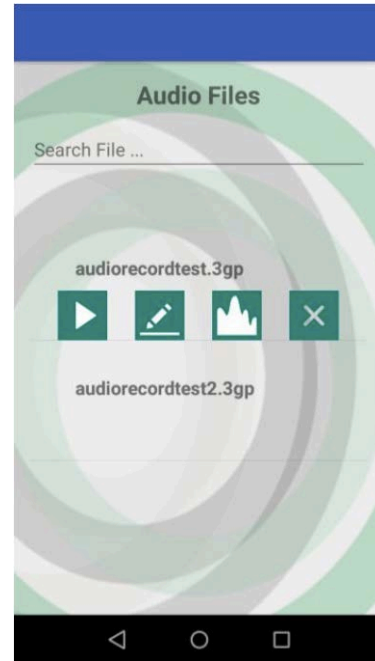 Audio Files
Search File ...
audiorecordtest.3gp
audiorecordtest2.3gp